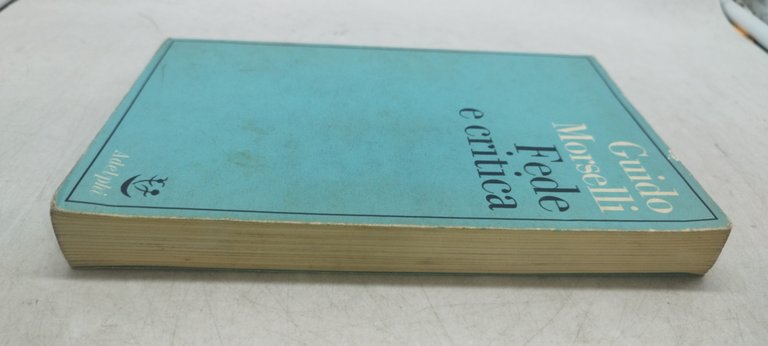 Guido
Morselli
Fede
e critica
Adelphi